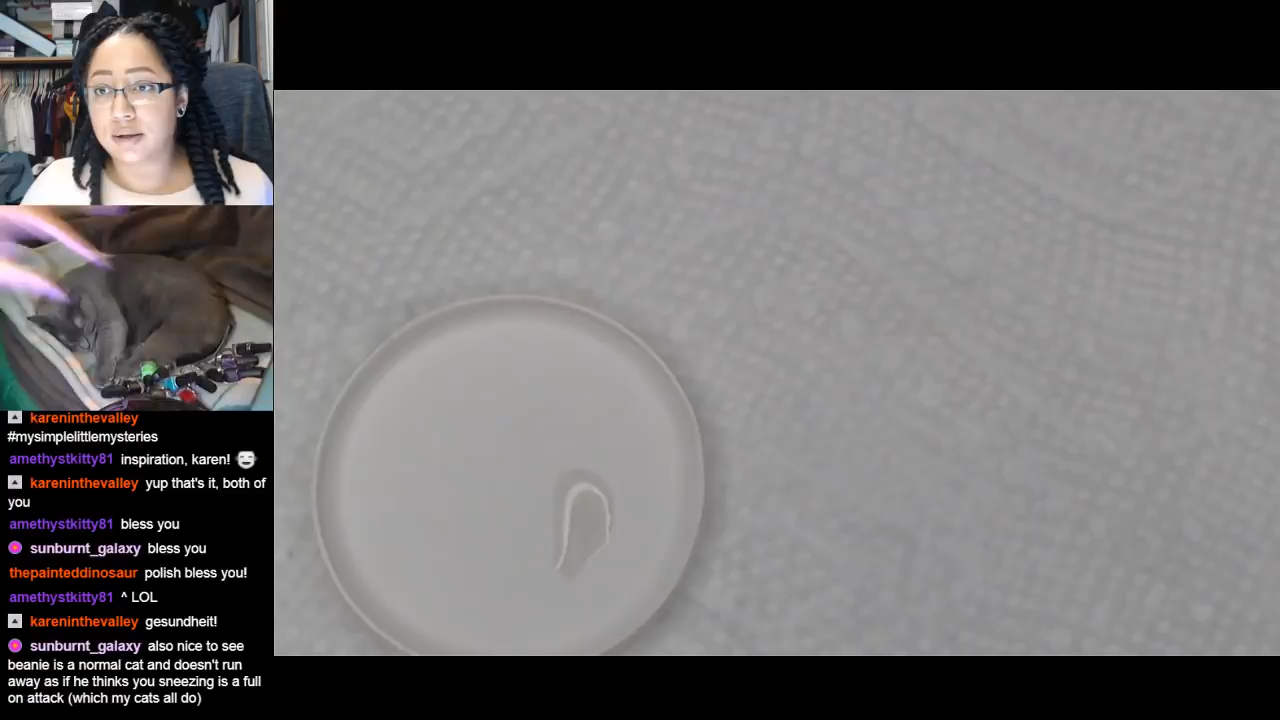 kareninthevalley
#mysimplelittlemysteries
amethystkitty81 inspiration, karen!
kareninthevalley yup that's it, both of
you
amethystkitty81 bless you
sunburnt_galaxy bless you
thepainteddinosaur polish bless you!
amethystkitty81 ^ LOL
kareninthevalley gesundheit!
sunburnt_galaxy also nice to see
beanie is a normal cat and doesn't run
away as if he thinks you sneezing is a full
on attack (which my cats all do)